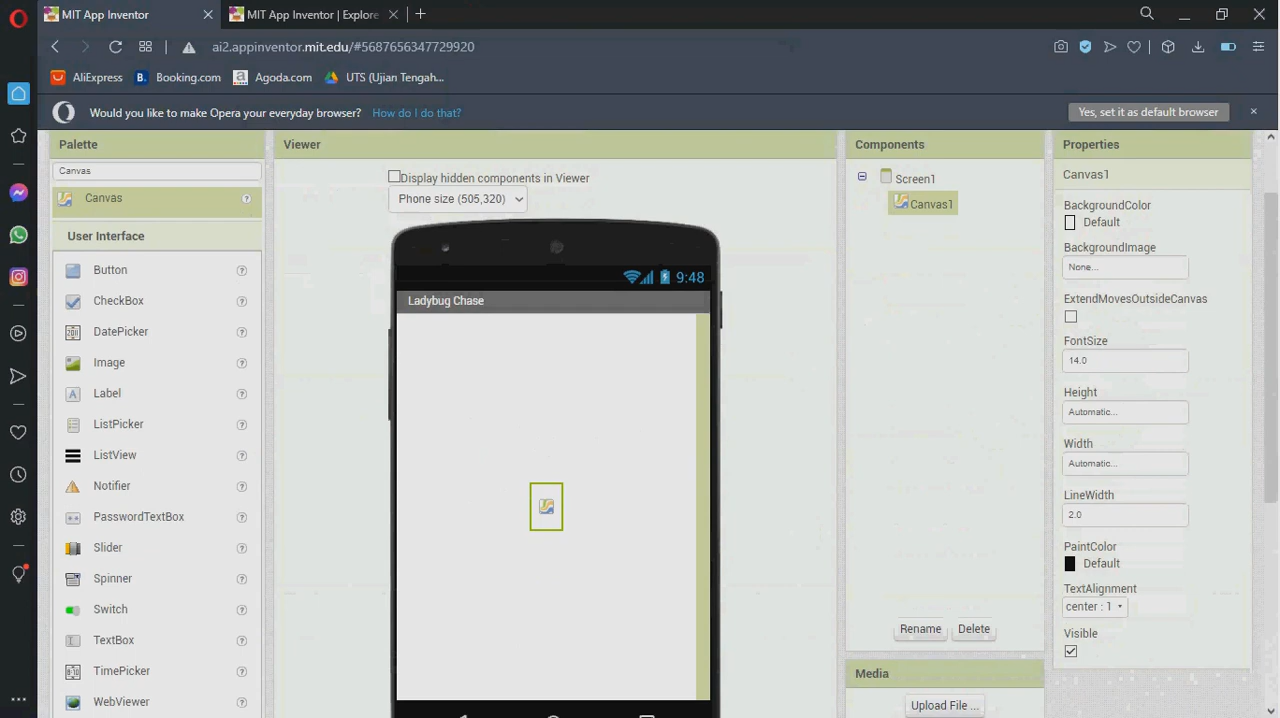 MIT App Inventor
MIT App Inventor | Explore
ai2.appinventor.mit.edu/#5687656347729920
AliExpress
B. Booking.com
a Agoda.com
UTS (Ujian Tengah...
Would you like to make Opera your everyday browser? How do I do that?
Yes, set it as default browser
Palette
Canvas
Canvas
User Interface
Button
CheckBox
DatePicker
Image
Label
ListPicker
ListView
Notifier
PasswordTextBox
Slider
Spinner
Switch
TextBox
TimePicker
WebViewer
Viewer
Display hidden components in Viewer
Phone size (505,320)
9:48
Ladybug Chase
Components
Screen1
Canvas1
Rename
Delete
Media
Upload File ...
Properties
Canvas1
BackgroundColor
Default
BackgroundImage
None...
ExtendMovesOutsideCanvas
FontSize
14.0
Height
Automatic...
Width
Automatic...
LineWidth
2.0
PaintColor
Default
TextAlignment
center : 1
Visible